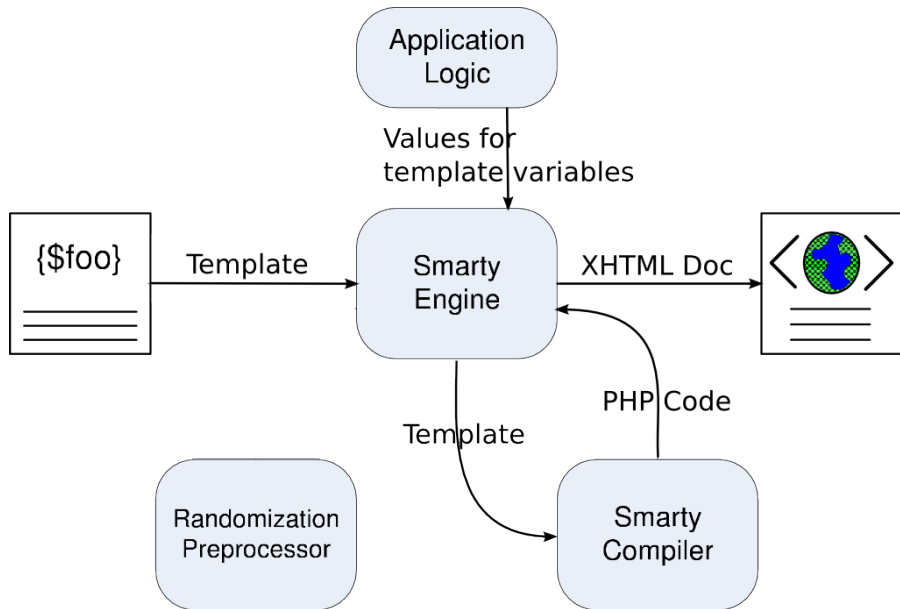 Application
Logic
Values for
template variables
{$foo}
Template
Smarty
Engine
XHTML Doc
PHP Code
Template
Randomization
Preprocessor
Smarty
Compiler